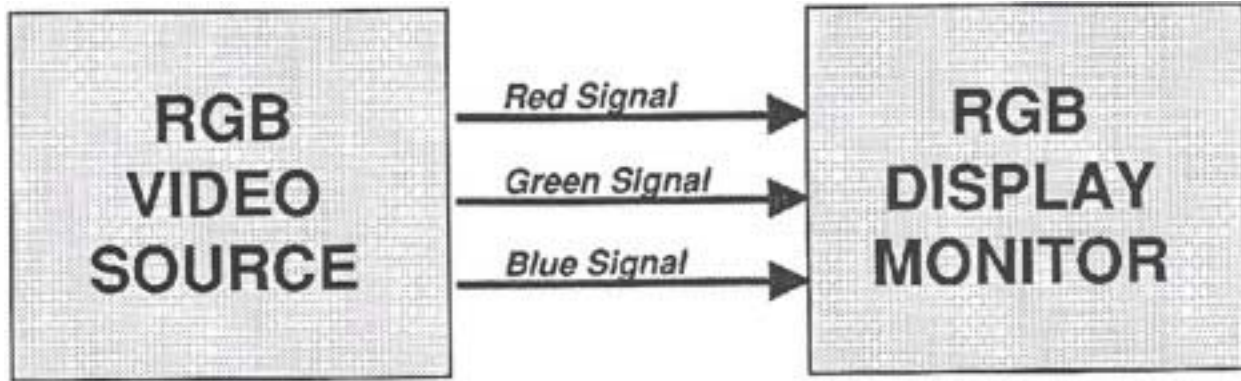 RGB
VIDEO
SOURCE
Red Signal
Green Signal
Blue Signal
RGB
DISPLAY
MONITOR